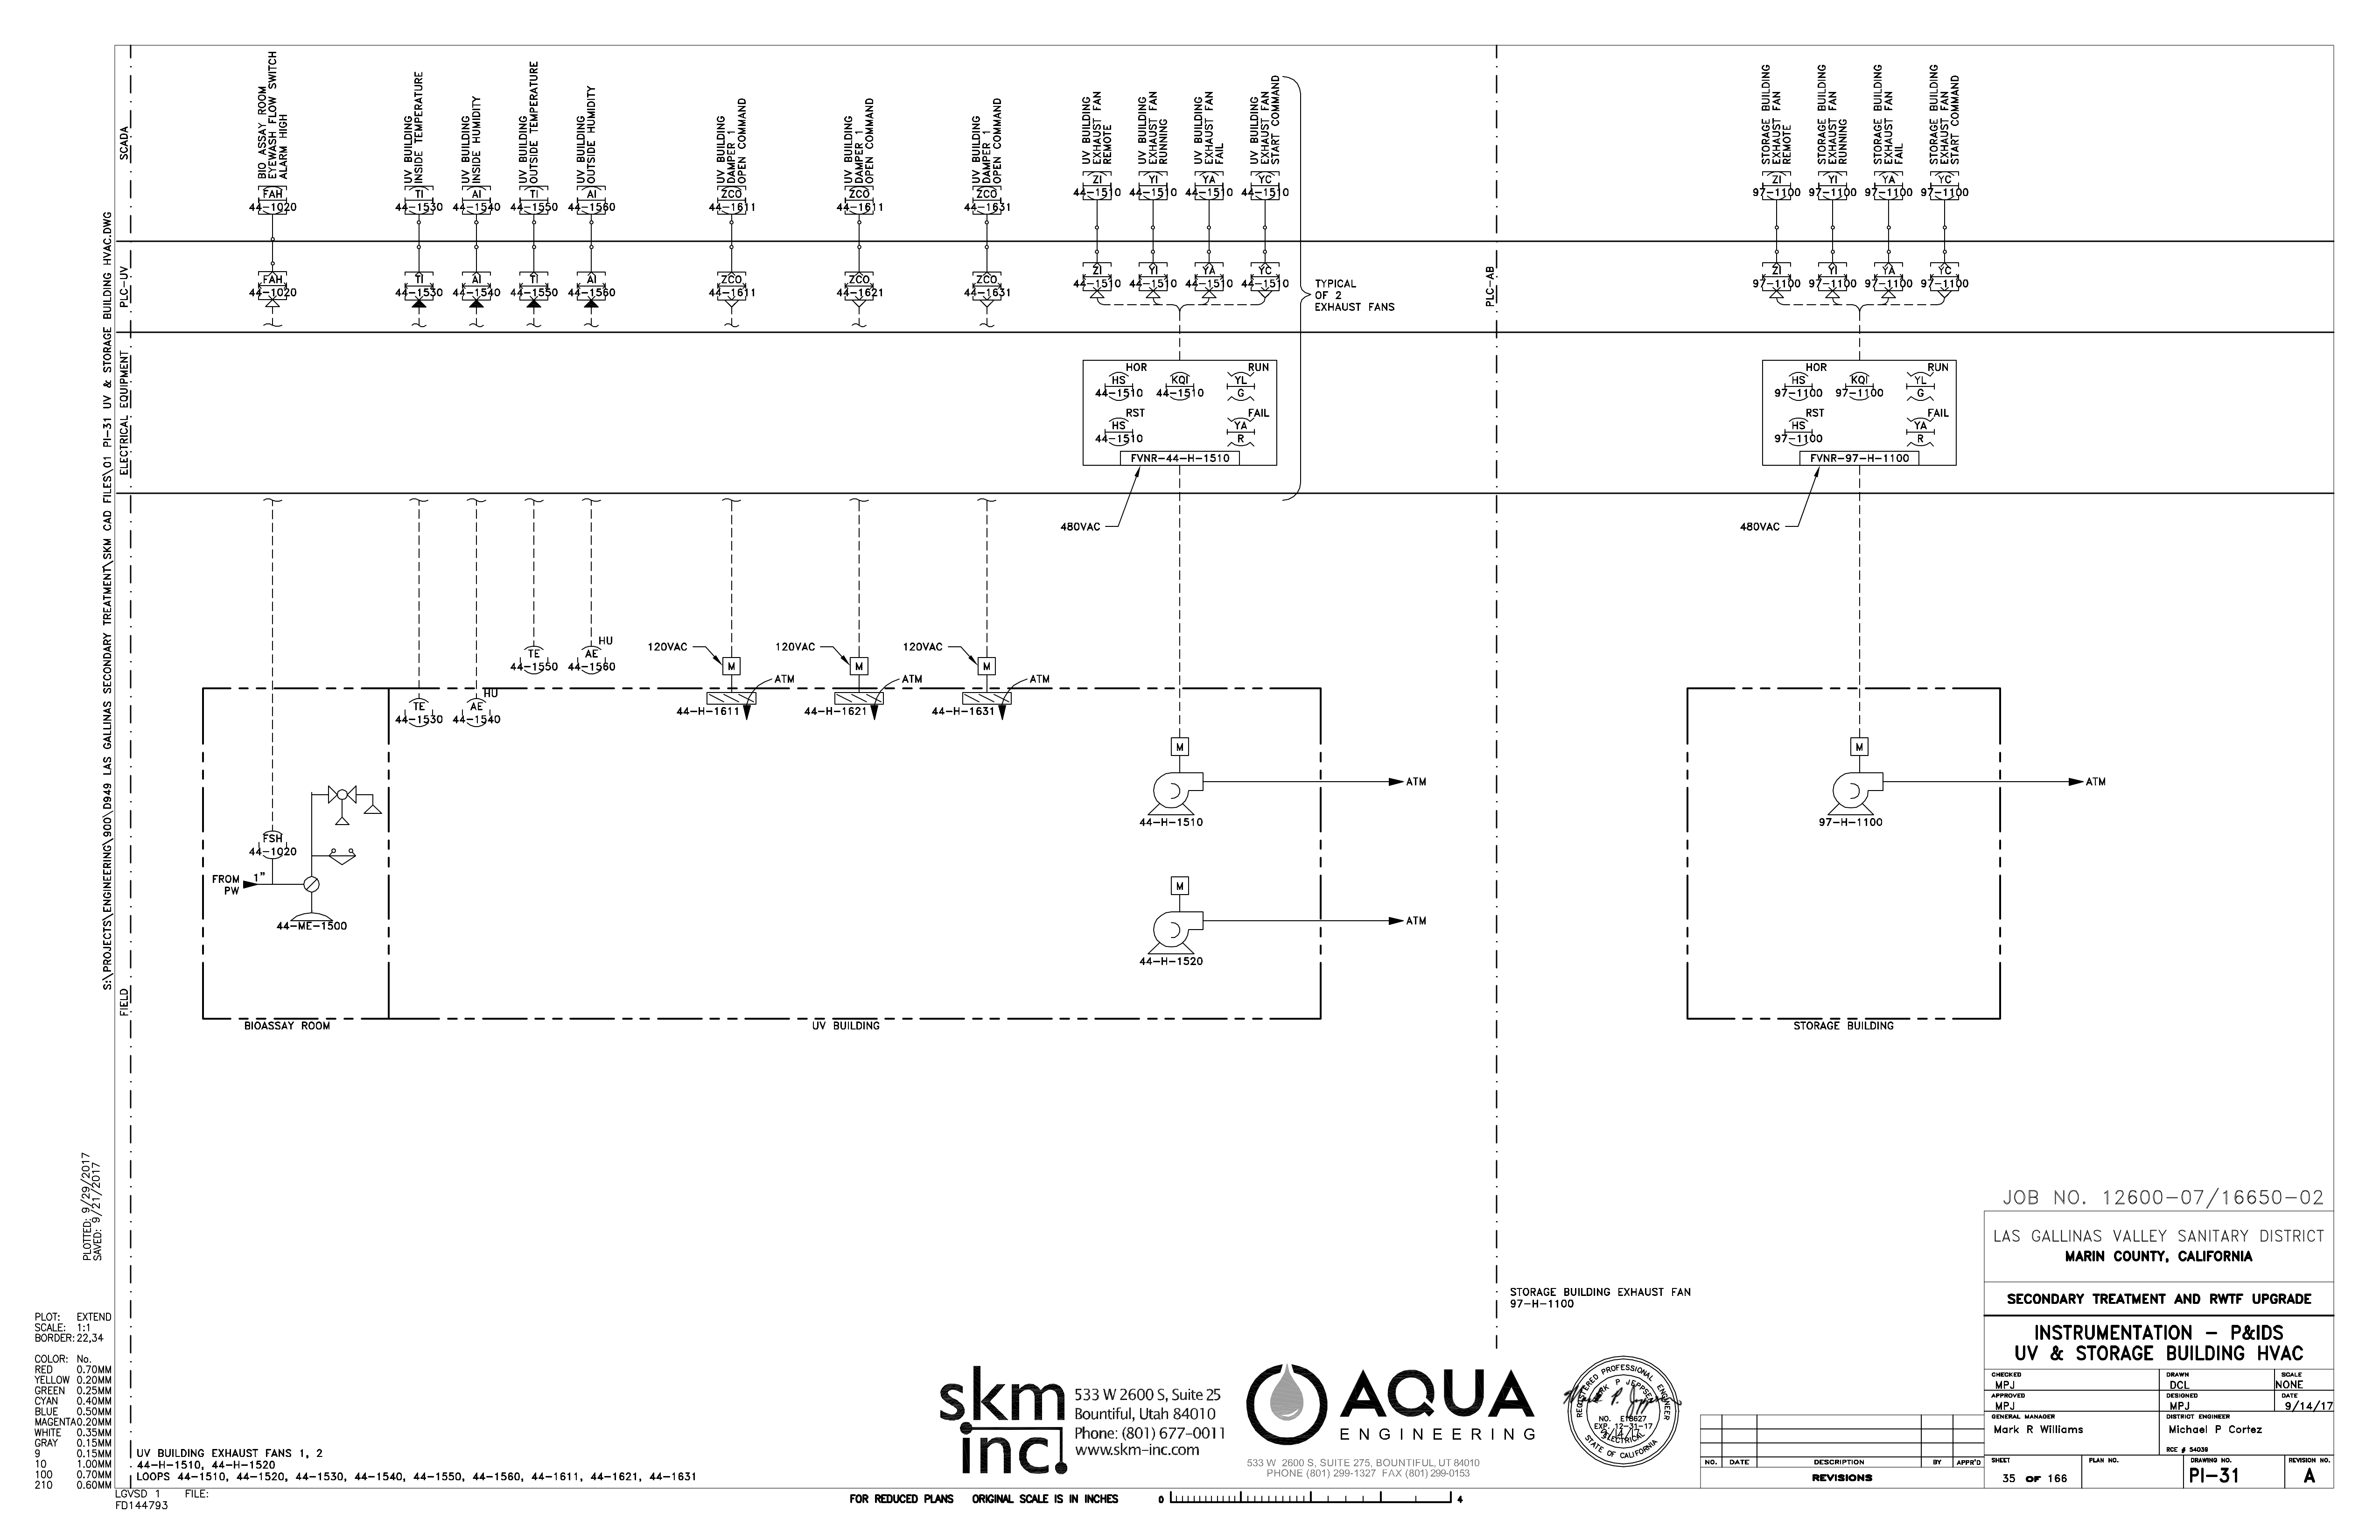 SCADA
BIO ASSAY ROOM
EYEWASH FLOW SWITCH
ALARM HIGH
UV BUILDING
INSIDE TEMPERATURE
UV BUILDING
INSIDE HUMIDITY
UV BUILDING
OUTSIDE TEMPERATURE
UV BUILDING
OUTSIDE HUMIDITY
UV BUILDING
DAMPER 1
OPEN COMMAND
UV BUILDING
DAMPER 1
OPEN COMMAND
UV BUILDING
DAMPER 1
OPEN COMMAND
UV BUILDING
EXHAUST FAN
REMOTE
UV BUILDING
EXHAUST FAN
RUNNING
UV BUILDING
EXHAUST FAN
FAIL
UV BUILDING
EXHAUST FAN
START COMMAND
STORAGE BUILDING
EXHAUST FAN
REMOTE
STORAGE BUILDING
EXHAUST FAN
RUNNING
STORAGE BUILDING
EXHAUST FAN
FAIL
STORAGE BUILDING
EXHAUST FAN
START COMMAND
FAH TI AI TI AI ZCO ZCO ZCO ZI YI YA YC ZI YI YA YC
44-1020 44-1530 44-1540 44-1550 44-1560 44-1611 44-1611 44-1631 44-1510 44-1510 44-1510 44-1510 97-1100 97-1100 97-1100 97-1100
PLC-UV
PLC-AB
FAH TI AI TI AI ZCO ZCO ZCO ZI YI YA YC ZI YI YA YC
44-1020 44-1530 44-1540 44-1550 44-1560 44-1611 44-1621 44-1631 44-1510 44-1510 44-1510 44-1510 97-1100 97-1100 97-1100 97-1100
TYPICAL
OF 2
EXHAUST FANS
ELECTRICAL EQUIPMENT
HOR RUN
HS KQI YL
44-1510 44-1510 G
RST FAIL
HS YA
44-1510 R
FVNR-44-H-1510
480VAC
HOR RUN
HS KQI YL
97-1100 97-1100 G
RST FAIL
HS YA
97-1100 R
FVNR-97-H-1100
480VAC
FIELD
TE
44-1550
HU
AE
44-1560
TE
44-1530
HU
AE
44-1540
120VAC M ATM
44-H-1611
120VAC M ATM
44-H-1621
120VAC M ATM
44-H-1631
M
ATM
44-H-1510
M
ATM
44-H-1520
M
ATM
97-H-1100
FSH
44-1020
FROM
PW
1"
44-ME-1500
BIOASSAY ROOM
UV BUILDING
STORAGE BUILDING
S:\PROJECTS\ENGINEERING\900\D949 LAS GALLINAS SECONDARY TREATMENT\SKM CAD FILES\01 PI-31 UV & STORAGE BUILDING HVAC.DWG
PLOTTED: 9/29/2017
SAVED: 9/21/2017
PLOT: EXTEND
SCALE: 1:1
BORDER: 22,34
COLOR: No.
RED 0.70MM
YELLOW 0.20MM
GREEN 0.25MM
CYAN 0.40MM
BLUE 0.50MM
MAGENTA 0.20MM
WHITE 0.35MM
GRAY 0.15MM
9 0.15MM
10 1.00MM
100 0.70MM
210 0.60MM
UV BUILDING EXHAUST FANS 1, 2
44-H-1510, 44-H-1520
LOOPS 44-1510, 44-1520, 44-1530, 44-1540, 44-1550, 44-1560, 44-1611, 44-1621, 44-1631
LGVSD 1 FILE:
FD144793
STORAGE BUILDING EXHAUST FAN
97-H-1100
skm
inc.
533 W 2600 S, Suite 25
Bountiful, Utah 84010
Phone: (801) 677-0011
www.skm-inc.com
AQUA
ENGINEERING
533 W 2600 S, SUITE 275, BOUNTIFUL, UT 84010
PHONE (801) 299-1327 FAX (801) 299-0153
REGISTERED PROFESSIONAL ENGINEER
MARK P JEPPSEN
NO. E18627
EXP. 12-31-17
9/14/17
ELECTRICAL
STATE OF CALIFORNIA
FOR REDUCED PLANS ORIGINAL SCALE IS IN INCHES 0 4
NO. DATE DESCRIPTION BY APPR'D
REVISIONS
JOB NO. 12600-07/16650-02
LAS GALLINAS VALLEY SANITARY DISTRICT
MARIN COUNTY, CALIFORNIA
SECONDARY TREATMENT AND RWTF UPGRADE
INSTRUMENTATION - P&IDS
UV & STORAGE BUILDING HVAC
CHECKED DRAWN SCALE
MPJ DCL NONE
APPROVED DESIGNED DATE
MPJ MPJ 9/14/17
GENERAL MANAGER DISTRICT ENGINEER
Mark R Williams Michael P Cortez
RCE # 54038
SHEET PLAN NO. DRAWING NO. REVISION NO.
35 OF 166 PI-31 A